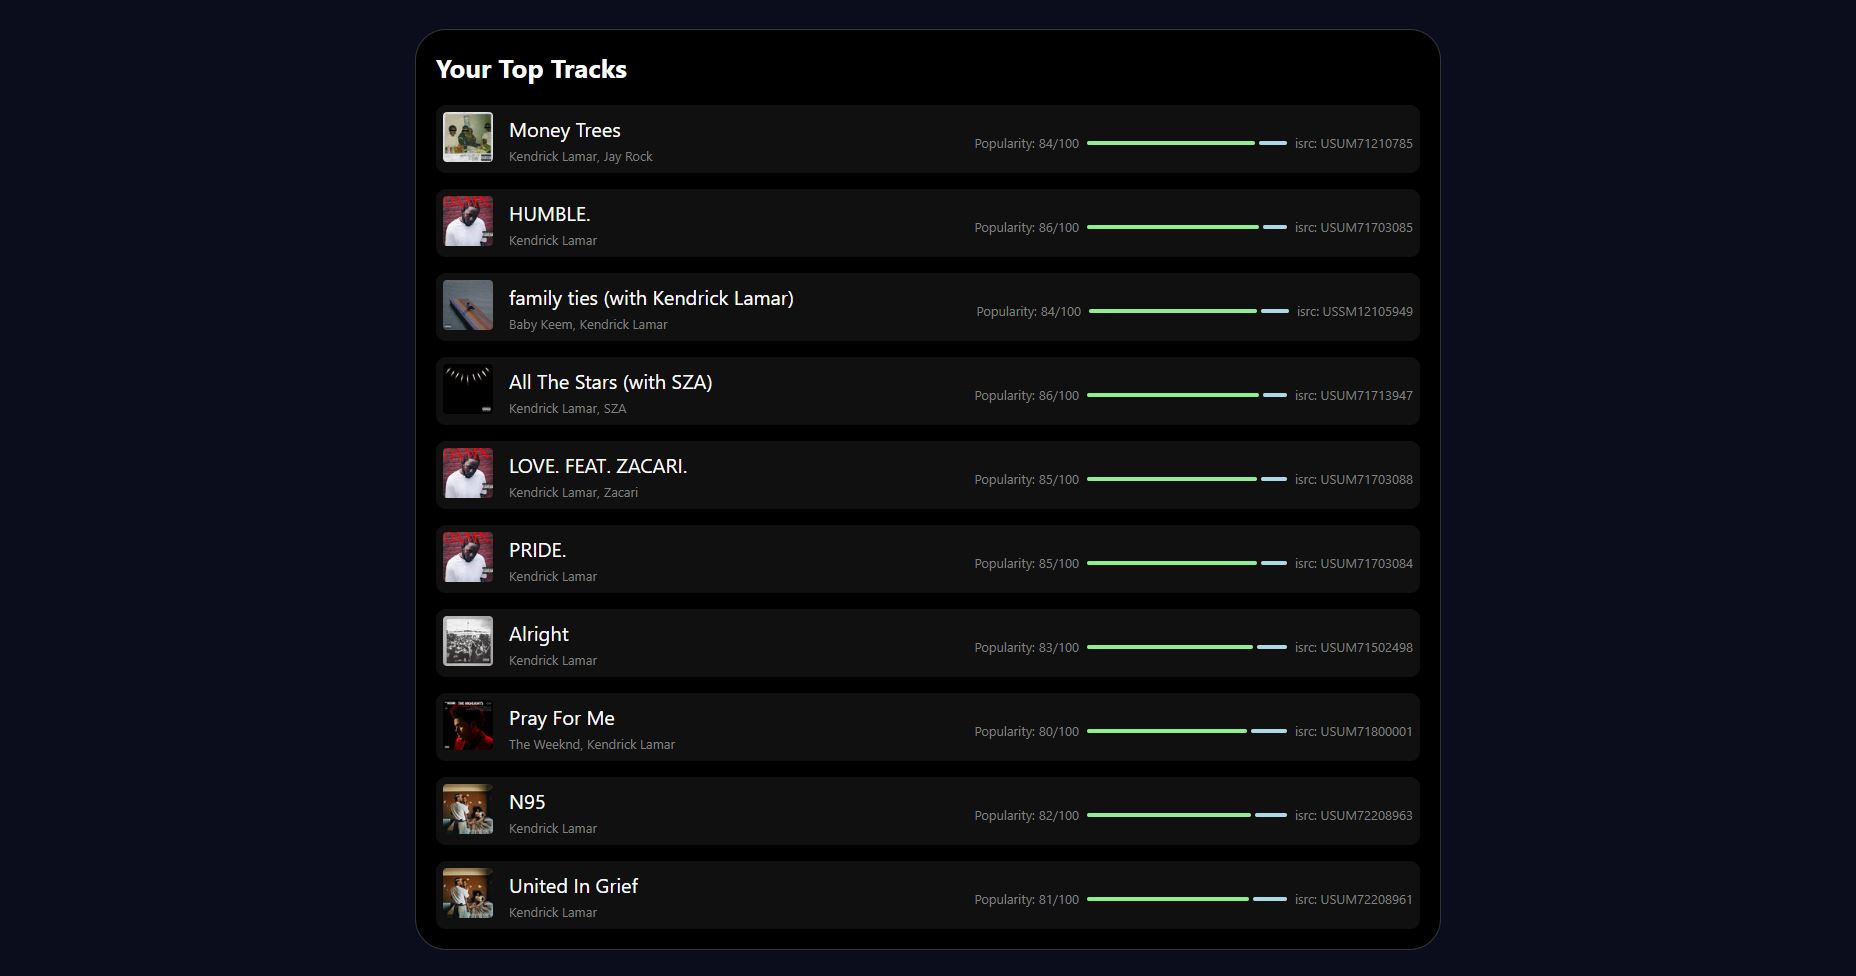 Your Top Tracks
Money Trees
Kendrick Lamar, Jay Rock
Popularity: 84/100 isrc: USUM71210785
HUMBLE.
Kendrick Lamar
Popularity: 86/100 isrc: USUM71703085
family ties (with Kendrick Lamar)
Baby Keem, Kendrick Lamar
Popularity: 84/100 isrc: USSM12105949
All The Stars (with SZA)
Kendrick Lamar, SZA
Popularity: 86/100 isrc: USUM71713947
LOVE. FEAT. ZACARI.
Kendrick Lamar, Zacari
Popularity: 85/100 isrc: USUM71703088
PRIDE.
Kendrick Lamar
Popularity: 85/100 isrc: USUM71703084
Alright
Kendrick Lamar
Popularity: 83/100 isrc: USUM71502498
Pray For Me
The Weeknd, Kendrick Lamar
Popularity: 80/100 isrc: USUM71800001
N95
Kendrick Lamar
Popularity: 82/100 isrc: USUM72208963
United In Grief
Kendrick Lamar
Popularity: 81/100 isrc: USUM72208961